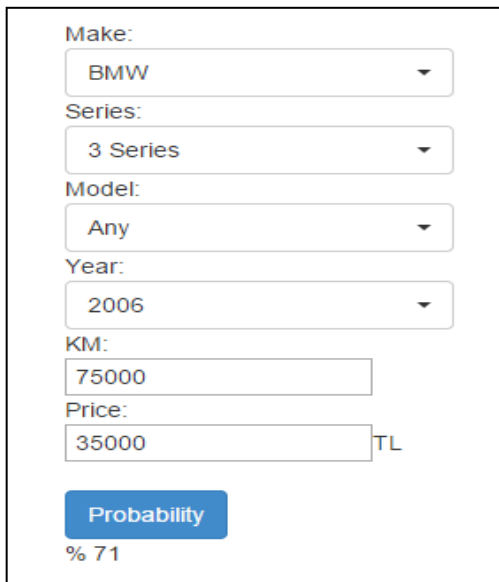 Make:
BMW
Series:
3 Series
Model:
Any
Year:
2006
KM:
75000
Price:
35000 TL
Probability
% 71